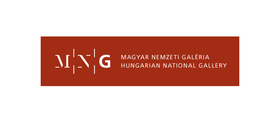 MNG
MAGYAR NEMZETI GALÉRIA
HUNGARIAN NATIONAL GALLERY